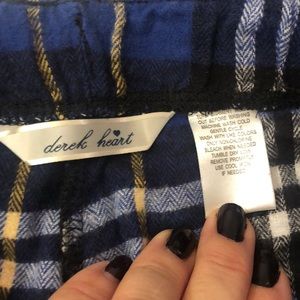 derek heart
OUT BEFORE WASHING
MACHINE WASH COLD
GENTLE CYCLE
WASH WITH LIKE COLORS
ONLY NON-CHLORINE
BLEACH WHEN NEEDED
TUMBLE DRY LOW
REMOVE PROMPTLY
USE COOL IRON
IF NEEDED